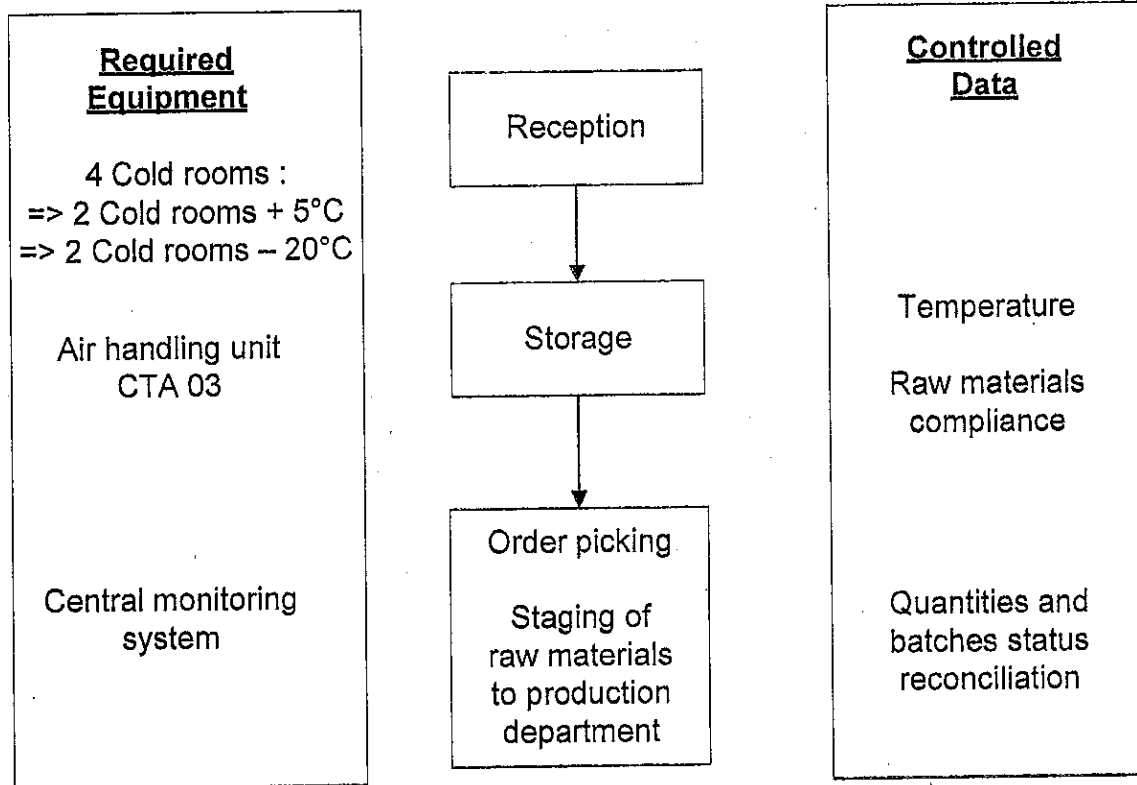 Required
Equipment
4 Cold rooms :
=> 2 Cold rooms + 5°C
=> 2 Cold rooms – 20°C
Air handling unit
CTA 03
Central monitoring
system
Reception
Storage
Order picking
Staging of
raw materials
to production
department
Controlled
Data
Temperature
Raw materials
compliance
Quantities and
batches status
reconciliation